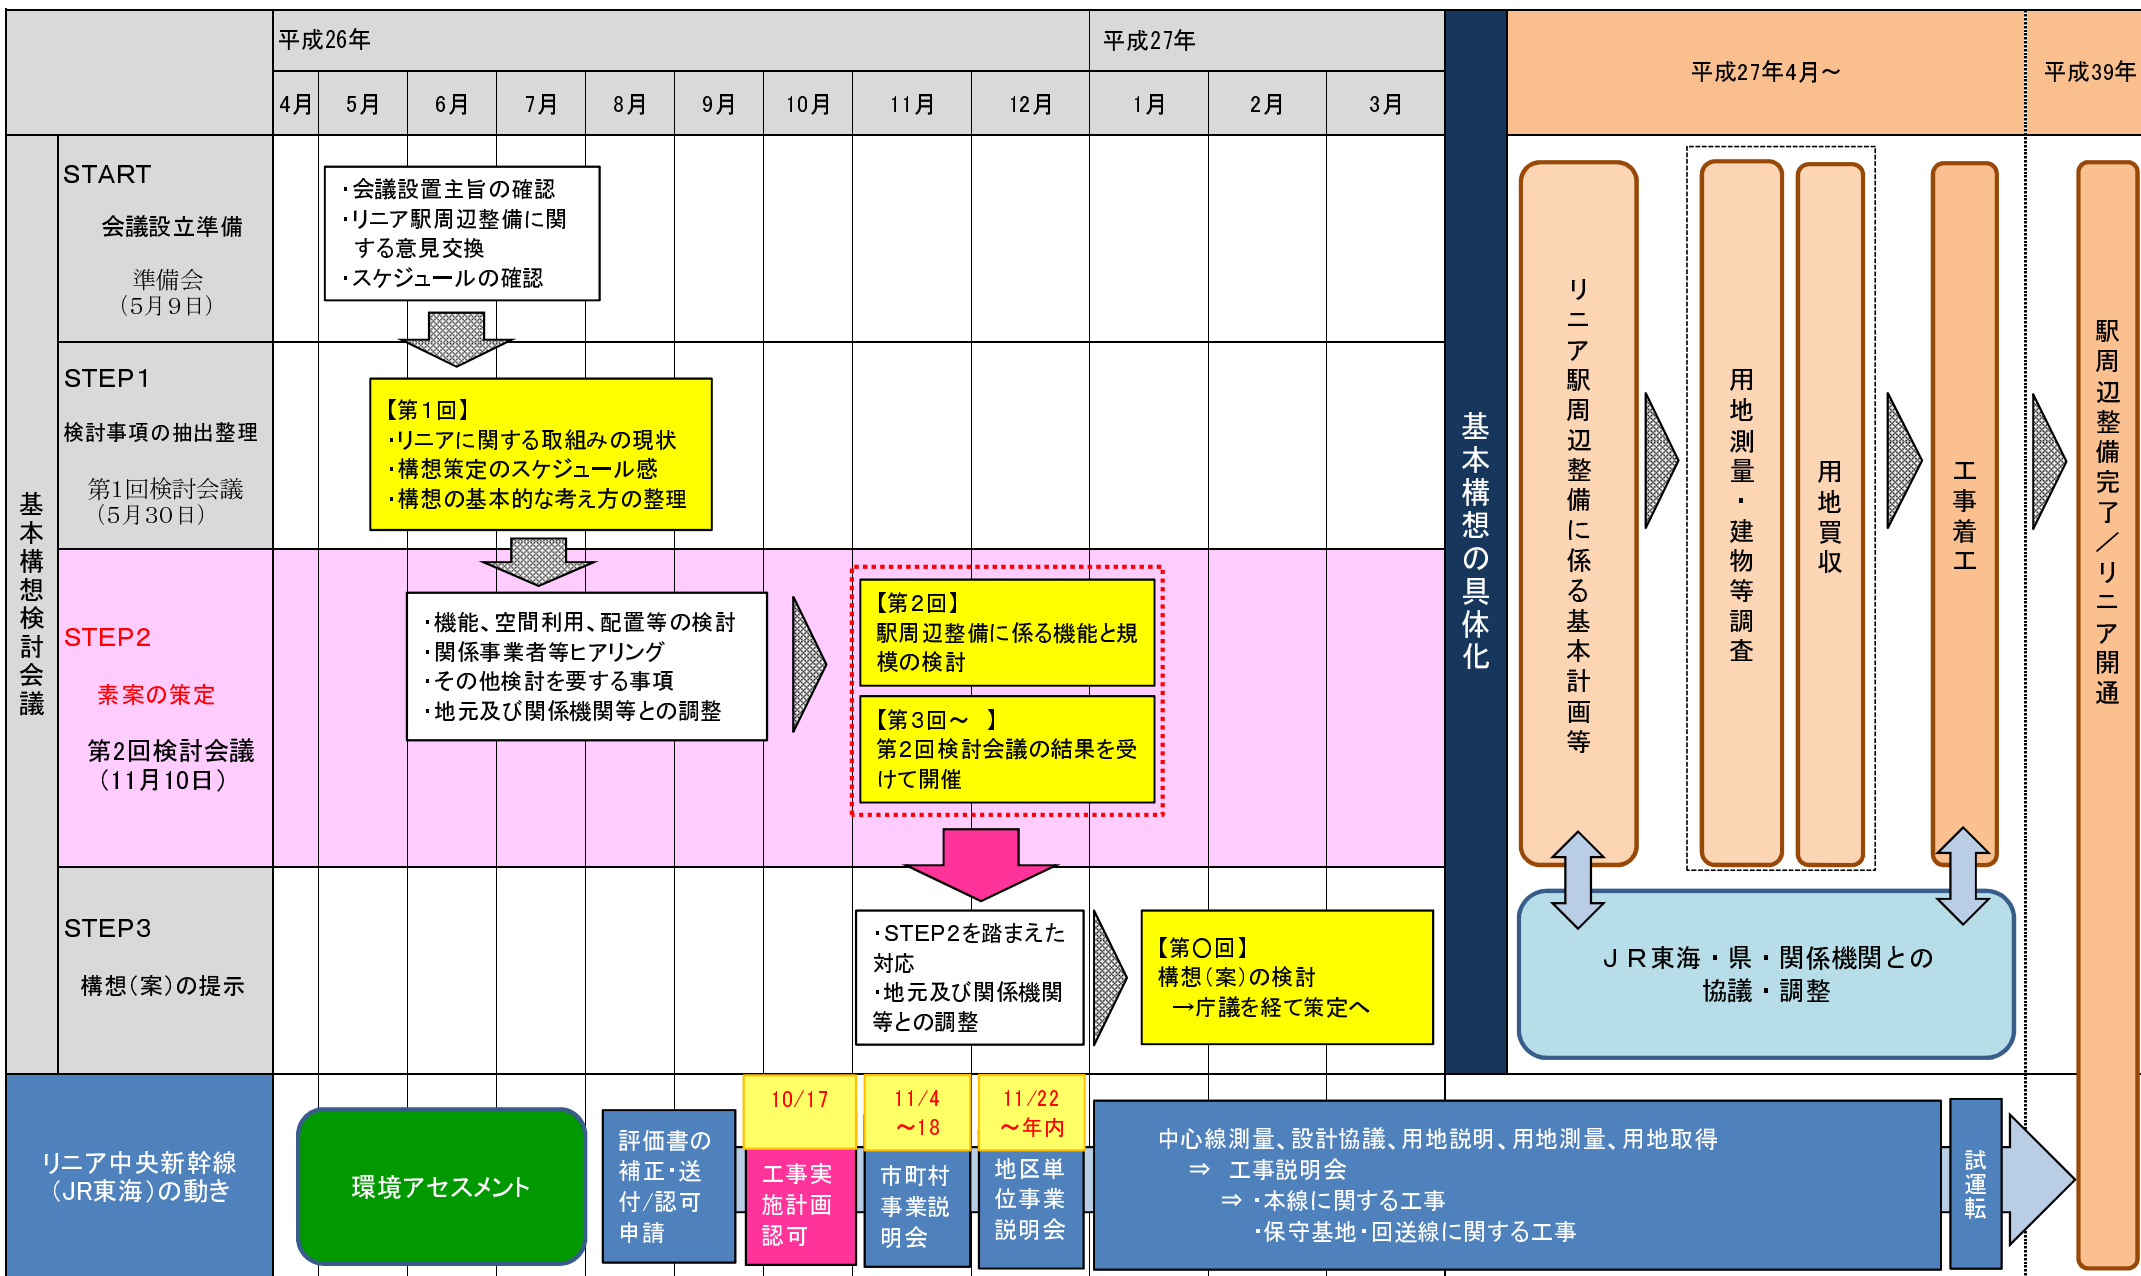 平成26年
平成27年
平成27年4月～
平成39年
4月
5月
6月
7月
8月
9月
10月
11月
12月
1月
2月
3月
基本構想検討会議
START
会議設立準備
準備会
（5月9日）
・会議設置主旨の確認
・リニア駅周辺整備に関
する意見交換
・スケジュールの確認
STEP1
検討事項の抽出整理
第1回検討会議
（5月30日）
【第1回】
・リニアに関する取組みの現状
・構想策定のスケジュール感
・構想の基本的な考え方の整理
STEP2
素案の策定
第2回検討会議
（11月10日）
・機能、空間利用、配置等の検討
・関係事業者等ヒアリング
・その他検討を要する事項
・地元及び関係機関等との調整
【第2回】
駅周辺整備に係る機能と規
模の検討
【第3回～　】
第2回検討会議の結果を受
けて開催
STEP3
構想（案）の提示
・STEP2を踏まえた
対応
・地元及び関係機関
等との調整
【第〇回】
構想（案）の検討
→庁議を経て策定へ
基本構想の具体化
リニア駅周辺整備に係る基本計画等
用地測量・建物等調査
用地買収
工事着工
駅周辺整備完了／リニア開通
ＪＲ東海・県・関係機関との
協議・調整
リニア中央新幹線
（JR東海）の動き
環境アセスメント
評価書の
補正・送
付/認可
申請
10/17
工事実
施計画
認可
11/4
～18
市町村
事業説
明会
11/22
～年内
地区単
位事業
説明会
中心線測量、設計協議、用地説明、用地測量、用地取得
⇒　工事説明会
⇒ ・本線に関する工事
・保守基地・回送線に関する工事
試運転